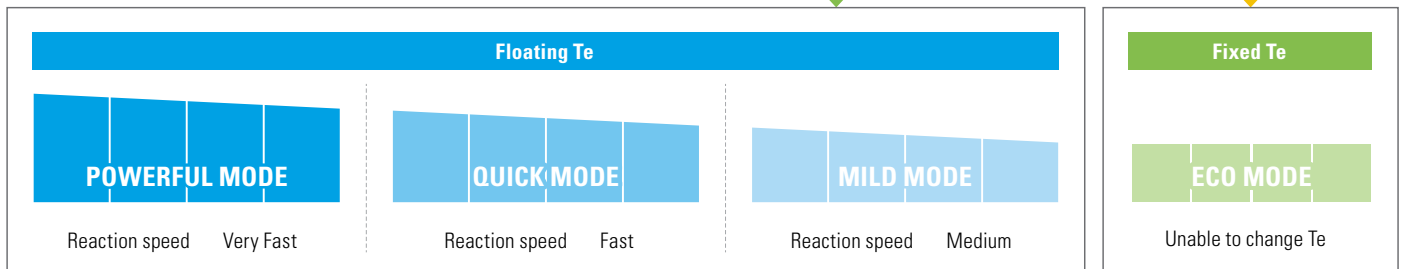 Floating Te
Fixed Te
POWERFUL MODE
QUICK MODE
MILD MODE
ECO MODE
Reaction speed Very Fast
Reaction speed Fast
Reaction speed Medium
Unable to change Te